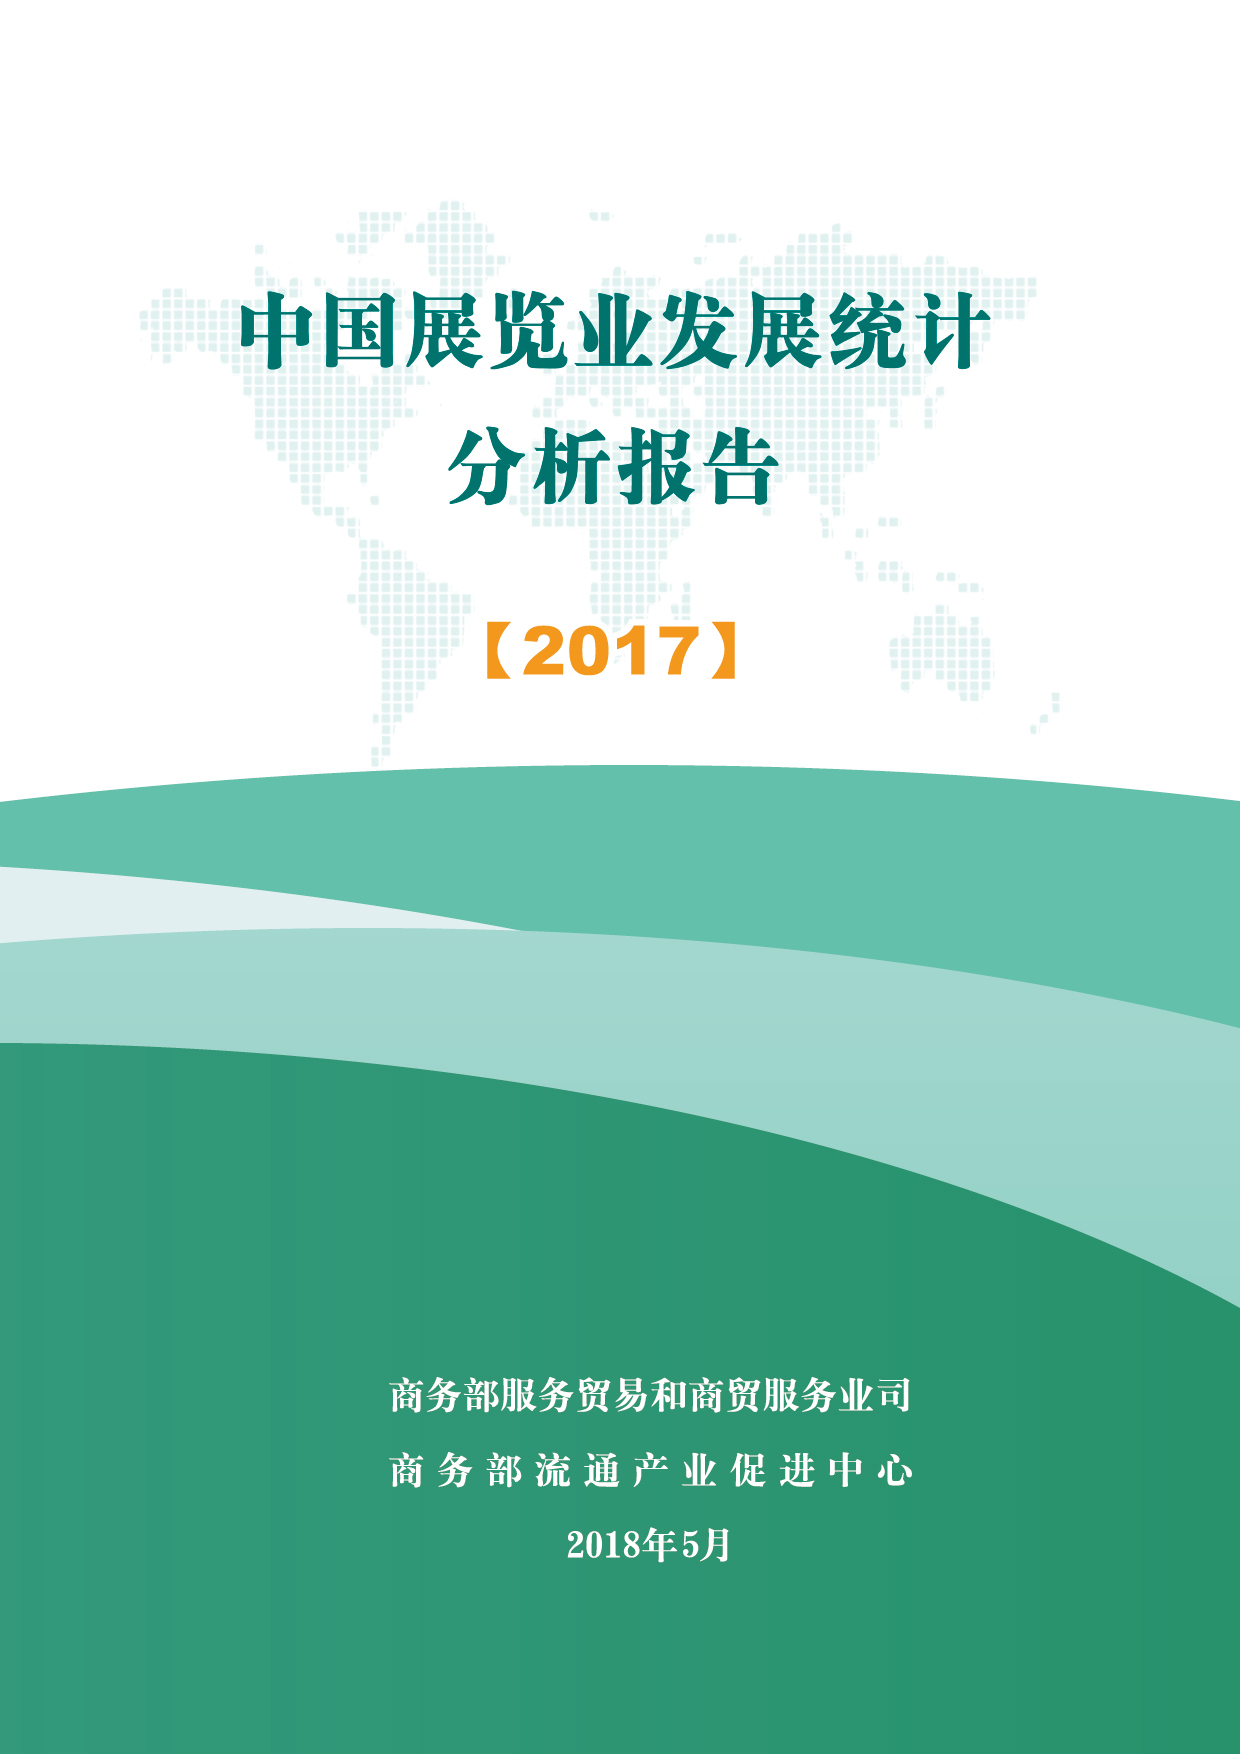 中国展览业发展统计
分析报告
【2017】
商务部服务贸易和商贸服务业司
商务部流通产业促进中心
2018年5月